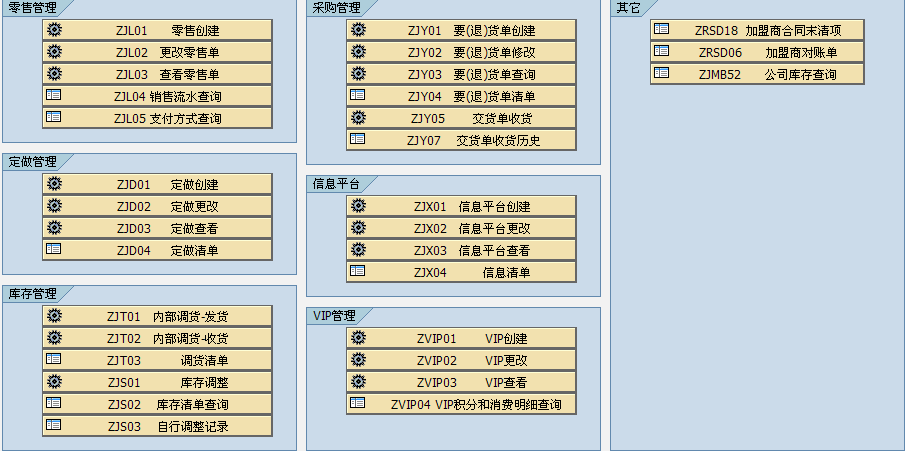 零售管理
ZJL01 零售创建
ZJL02 更改零售单
ZJL03 查看零售单
ZJL04 销售流水查询
ZJL05 支付方式查询
定做管理
ZJD01 定做创建
ZJD02 定做更改
ZJD03 定做查看
ZJD04 定做清单
库存管理
ZJT01 内部调货-发货
ZJT02 内部调货-收货
ZJT03 调货清单
ZJS01 库存调整
ZJS02 库存清单查询
ZJS03 自行调整记录
采购管理
ZJY01 要(退)货单创建
ZJY02 要(退)货单修改
ZJY03 要(退)货单查询
ZJY04 要(退)货单清单
ZJY05 交货单收货
ZJY07 交货单收货历史
信息平台
ZJX01 信息平台创建
ZJX02 信息平台更改
ZJX03 信息平台查看
ZJX04 信息清单
VIP管理
ZVIP01 VIP创建
ZVIP02 VIP更改
ZVIP03 VIP查看
ZVIP04 VIP积分和消费明细查询
其它
ZRSD18 加盟商合同末清项
ZRSD06 加盟商对账单
ZJMB52 公司库存查询